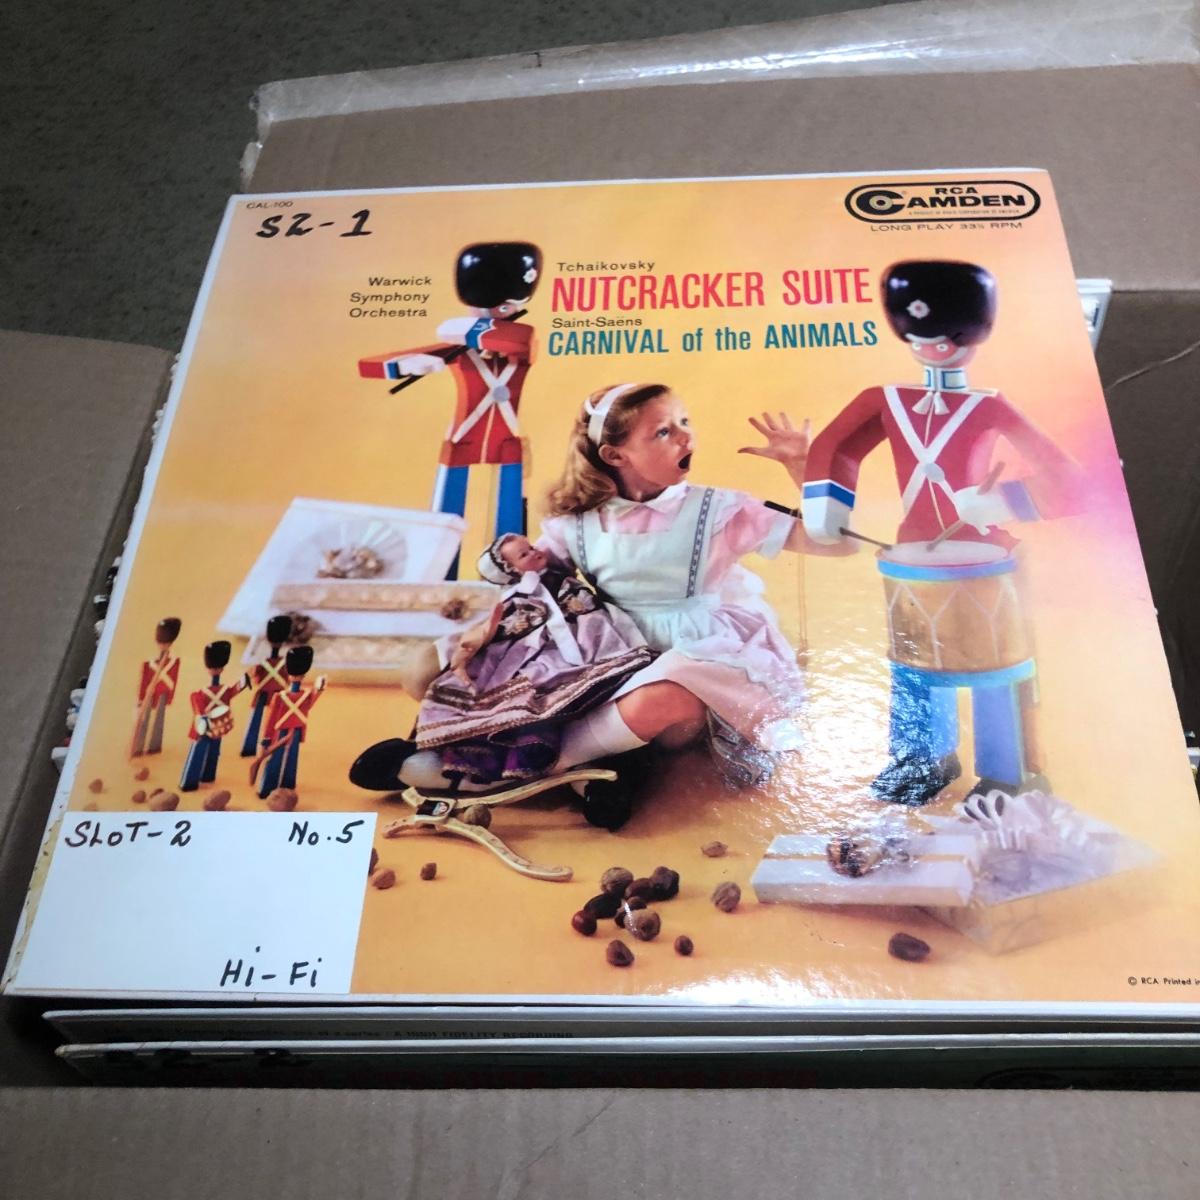 CAL-100
S2-1
RCA
CAMDEN
LONG PLAY 33⅓ RPM
Warwick
Symphony
Orchestra
Tchaikovsky
NUTCRACKER SUITE
Saint-Saëns
CARNIVAL of the ANIMALS
SLOT-2 No.5
Hi-Fi
© RCA Printed in
A HIGH FIDELITY RECORDING